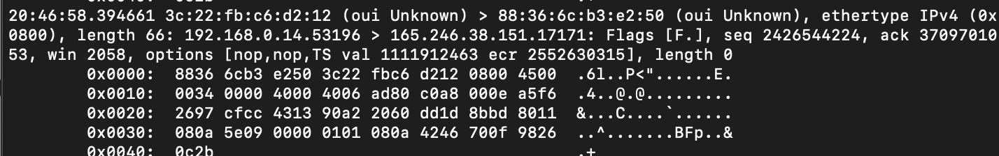 20:46:58.394661 3c:22:fb:c6:d2:12 (oui Unknown) > 88:36:6c:b3:e2:50 (oui Unknown), ethertype IPv4 (0x
0800), length 66: 192.168.0.14.53196 > 165.246.38.151.17171: Flags [F.], seq 2426544224, ack 37097010
53, win 2058, options [nop,nop,TS val 1111912463 ecr 2552630315], length 0
0x0000:  8836 6cb3 e250 3c22 fbc6 d212 0800 4500  .6l..P<"......E.
0x0010:  0034 0000 4000 4006 ad80 c0a8 000e a5f6  .4..@.@.........
0x0020:  2697 cfcc 4313 90a2 2060 dd1d 8bbd 8011  &...C....`......
0x0030:  080a 5e09 0000 0101 080a 4246 700f 9826  ..^.......BFp..&
0x0040:  0c2b  .+